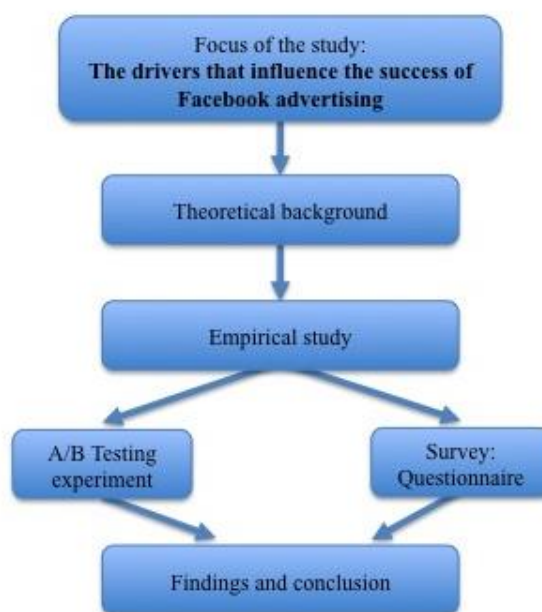 Focus of the study:
The drivers that influence the success of
Facebook advertising
Theoretical background
Empirical study
A/B Testing
experiment
Survey:
Questionnaire
Findings and conclusion